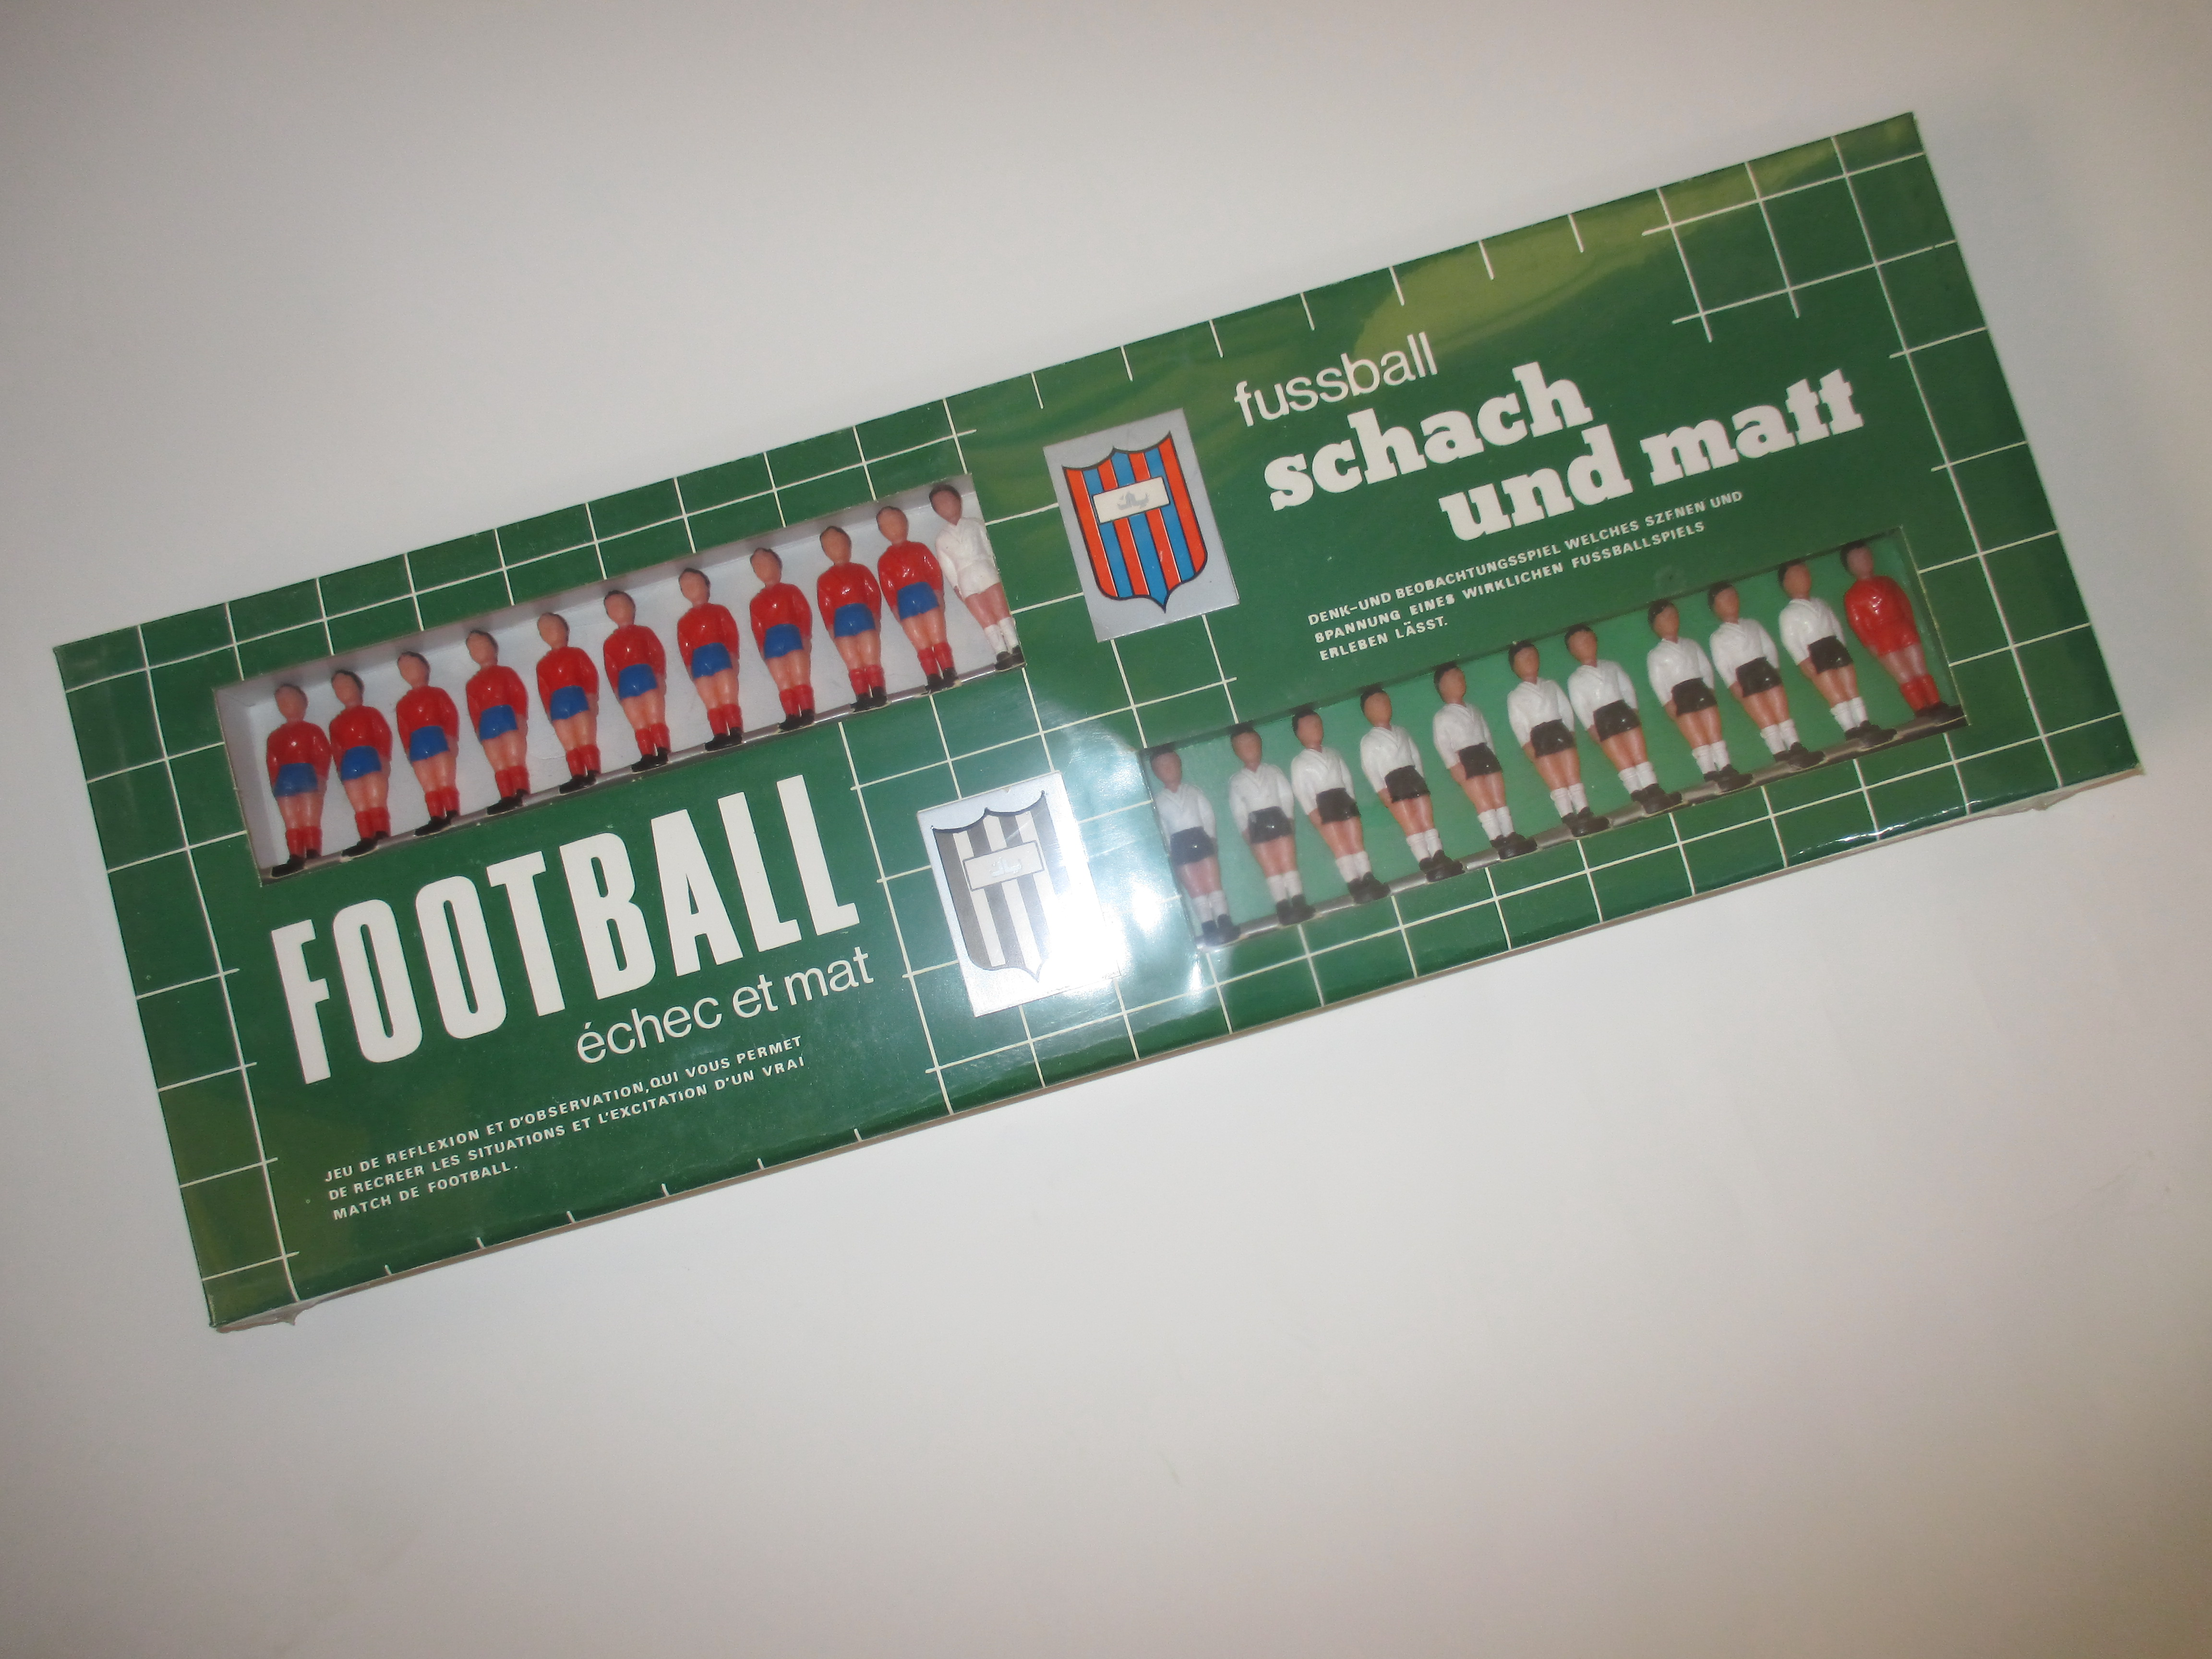 fussball
schach
und matt
DENK-UND BEOBACHTUNGSSPIEL WELCHES SZENEN UND
SPANNUNG EINES WIRKLICHEN FUSSBALLSPIELS
ERLEBEN LÄSST.
FOOTBALL
échec et mat
JEU DE REFLEXION ET D'OBSERVATION,QUI VOUS PERMET
DE RECREER LES SITUATIONS ET L'EXCITATION D'UN VRAI
MATCH DE FOOTBALL.